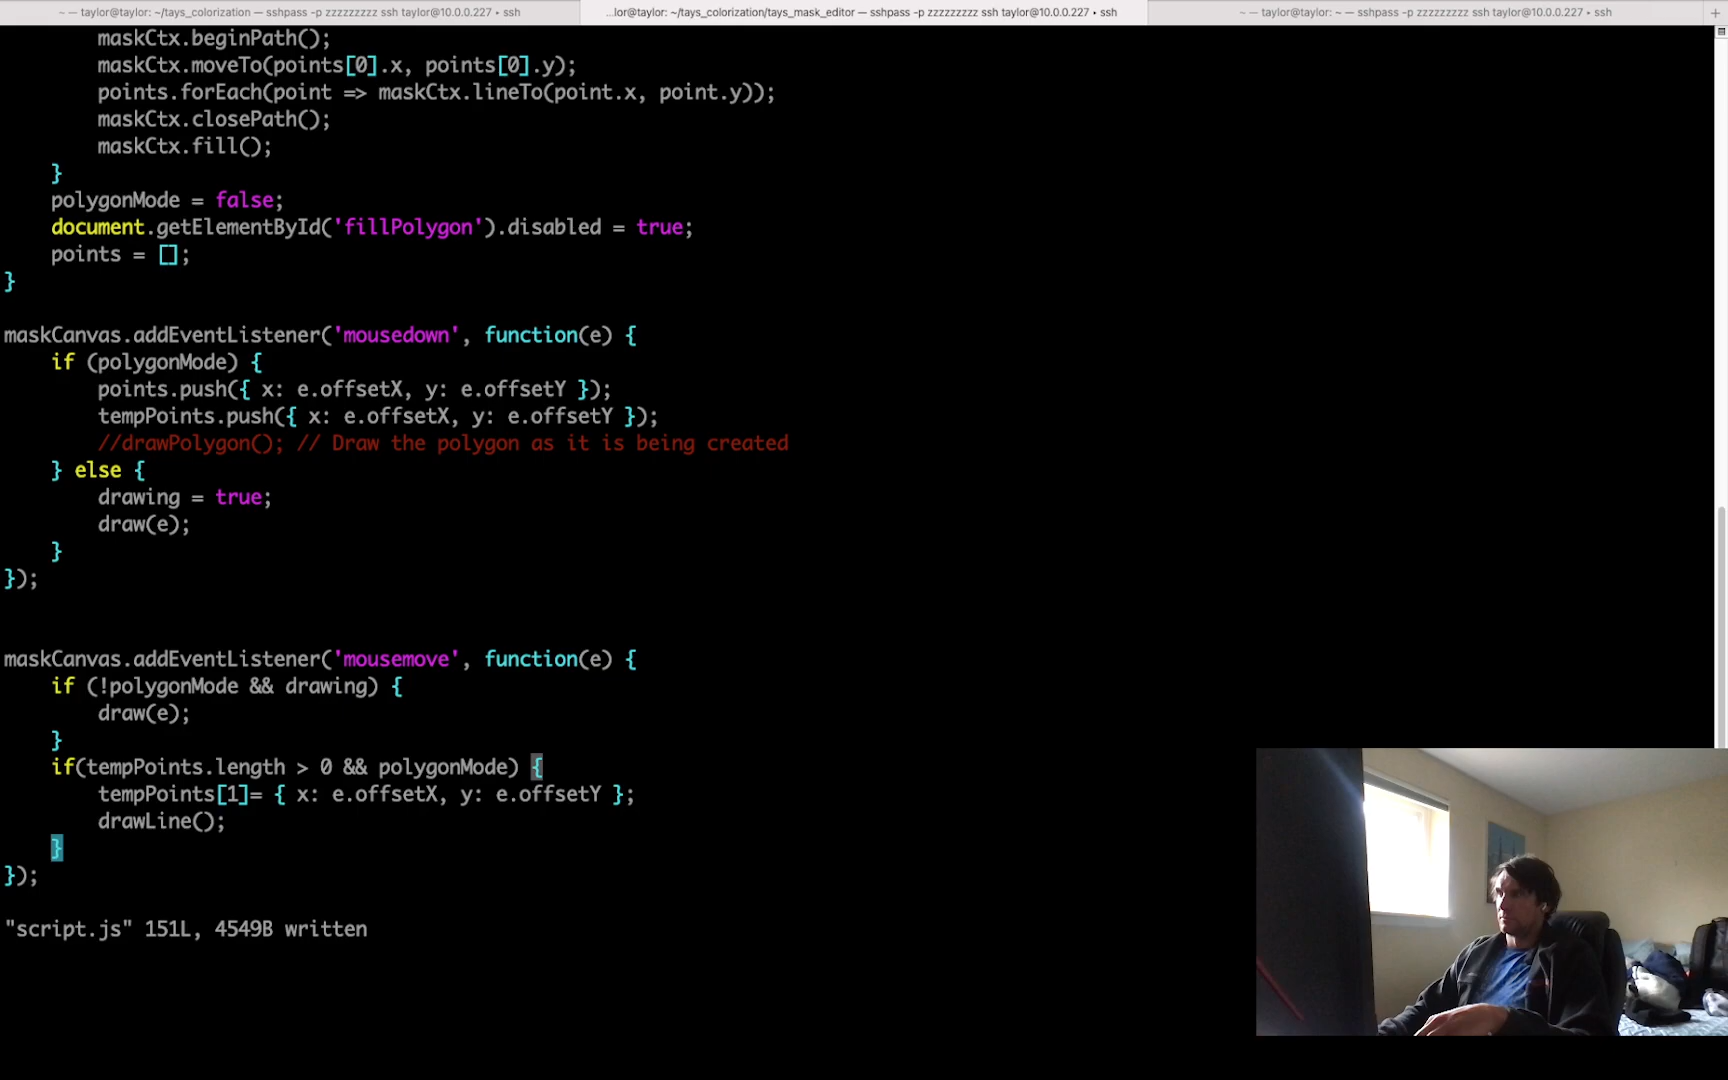 ~ — taylor@taylor: ~/tays_colorization — sshpass -p zzzzzzzzz ssh taylor@10.0.0.227 • ssh
...lor@taylor: ~/tays_colorization/tays_mask_editor — sshpass -p zzzzzzzzz ssh taylor@10.0.0.227 • ssh
~ — taylor@taylor: ~ — sshpass -p zzzzzzzzz ssh taylor@10.0.0.227 • ssh
+
        maskCtx.beginPath();
        maskCtx.moveTo(points[0].x, points[0].y);
        points.forEach(point => maskCtx.lineTo(point.x, point.y));
        maskCtx.closePath();
        maskCtx.fill();
    }
    polygonMode = false;
    document.getElementById('fillPolygon').disabled = true;
    points = [];
}
maskCanvas.addEventListener('mousedown', function(e) {
    if (polygonMode) {
        points.push({ x: e.offsetX, y: e.offsetY });
        tempPoints.push({ x: e.offsetX, y: e.offsetY });
        //drawPolygon(); // Draw the polygon as it is being created
    } else {
        drawing = true;
        draw(e);
    }
});
maskCanvas.addEventListener('mousemove', function(e) {
    if (!polygonMode && drawing) {
        draw(e);
    }
    if(tempPoints.length > 0 && polygonMode) {
        tempPoints[1]= { x: e.offsetX, y: e.offsetY };
        drawLine();
    }
});
"script.js" 151L, 4549B written